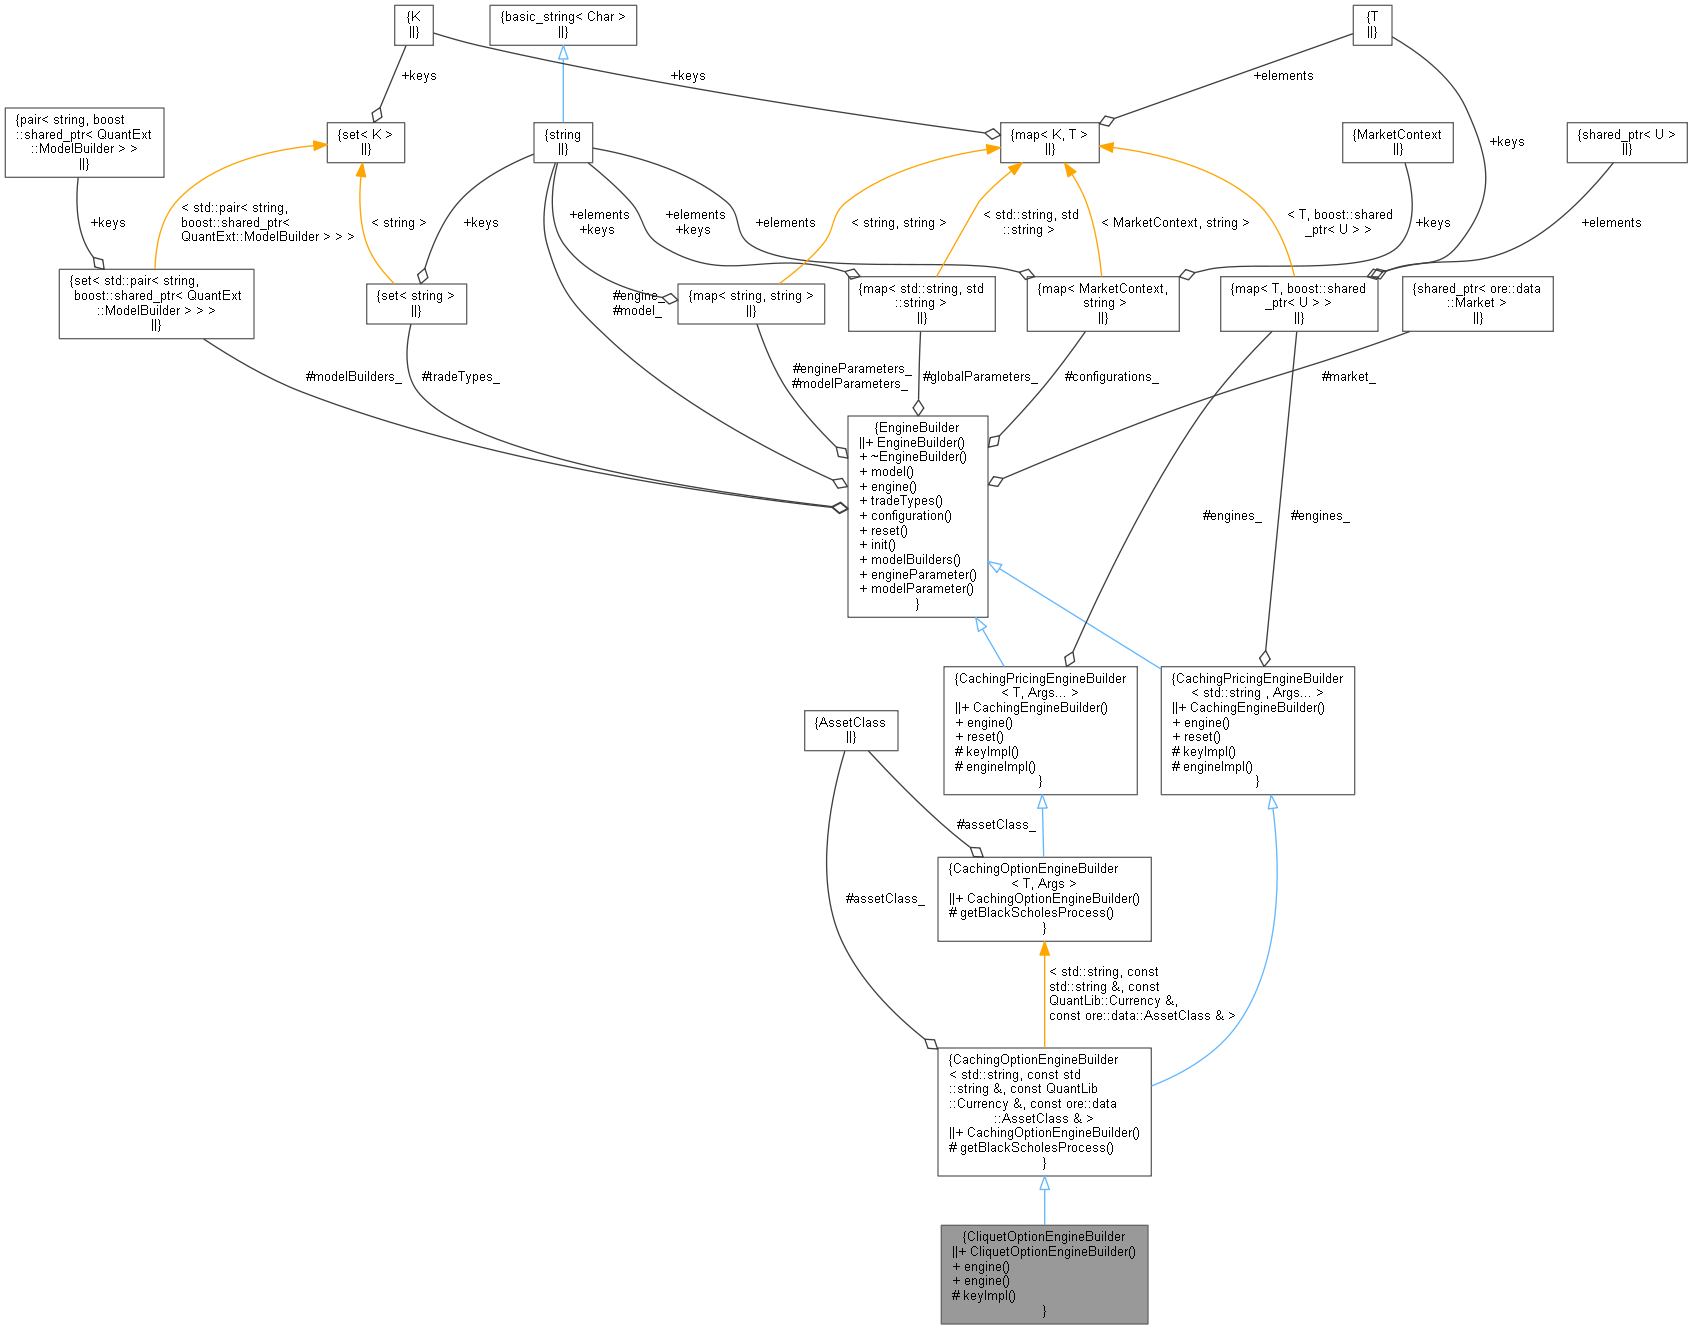 {K
||}
{basic_string< Char >
||}
{T
||}
+keys
+keys
+elements
{pair< string, boost
::shared_ptr< QuantExt
::ModelBuilder > >
||}
{set< K >
||}
{string
||}
{map< K, T >
||}
+keys
{MarketContext
||}
{shared_ptr< U >
||}
+keys
< std::pair< string,
boost::shared_ptr<
QuantExt::ModelBuilder > > >
< string >
+keys
+elements
+keys
+elements
+keys
+elements
< string, string >
< std::string, std
::string >
< MarketContext, string >
< T, boost::shared
_ptr< U > >
+keys
+elements
{set< std::pair< string,
boost::shared_ptr< QuantExt
::ModelBuilder > > >
||}
{set< string >
||}
#engine_
#model_
{map< string, string >
||}
{map< std::string, std
::string >
||}
{map< MarketContext,
string >
||}
{map< T, boost::shared
_ptr< U > >
||}
{shared_ptr< ore::data
::Market >
||}
#modelBuilders_
#tradeTypes_
#engineParameters_
#modelParameters_
#globalParameters_
#configurations_
#market_
{EngineBuilder
||+ EngineBuilder()
+ ~EngineBuilder()
+ model()
+ engine()
+ tradeTypes()
+ configuration()
+ reset()
+ init()
+ modelBuilders()
+ engineParameter()
+ modelParameter()
}
#engines_
#engines_
{CachingPricingEngineBuilder
< T, Args... >
||+ CachingEngineBuilder()
+ engine()
+ reset()
# keyImpl()
# engineImpl()
}
{CachingPricingEngineBuilder
< std::string , Args... >
||+ CachingEngineBuilder()
+ engine()
+ reset()
# keyImpl()
# engineImpl()
}
{AssetClass
||}
#assetClass_
#assetClass_
{CachingOptionEngineBuilder
< T, Args >
||+ CachingOptionEngineBuilder()
# getBlackScholesProcess()
}
< std::string, const
std::string &, const
QuantLib::Currency &,
const ore::data::AssetClass & >
{CachingOptionEngineBuilder
< std::string, const std
::string &, const QuantLib
::Currency &, const ore::data
::AssetClass & >
||+ CachingOptionEngineBuilder()
# getBlackScholesProcess()
}
{CliquetOptionEngineBuilder
||+ CliquetOptionEngineBuilder()
+ engine()
+ engine()
# keyImpl()
}